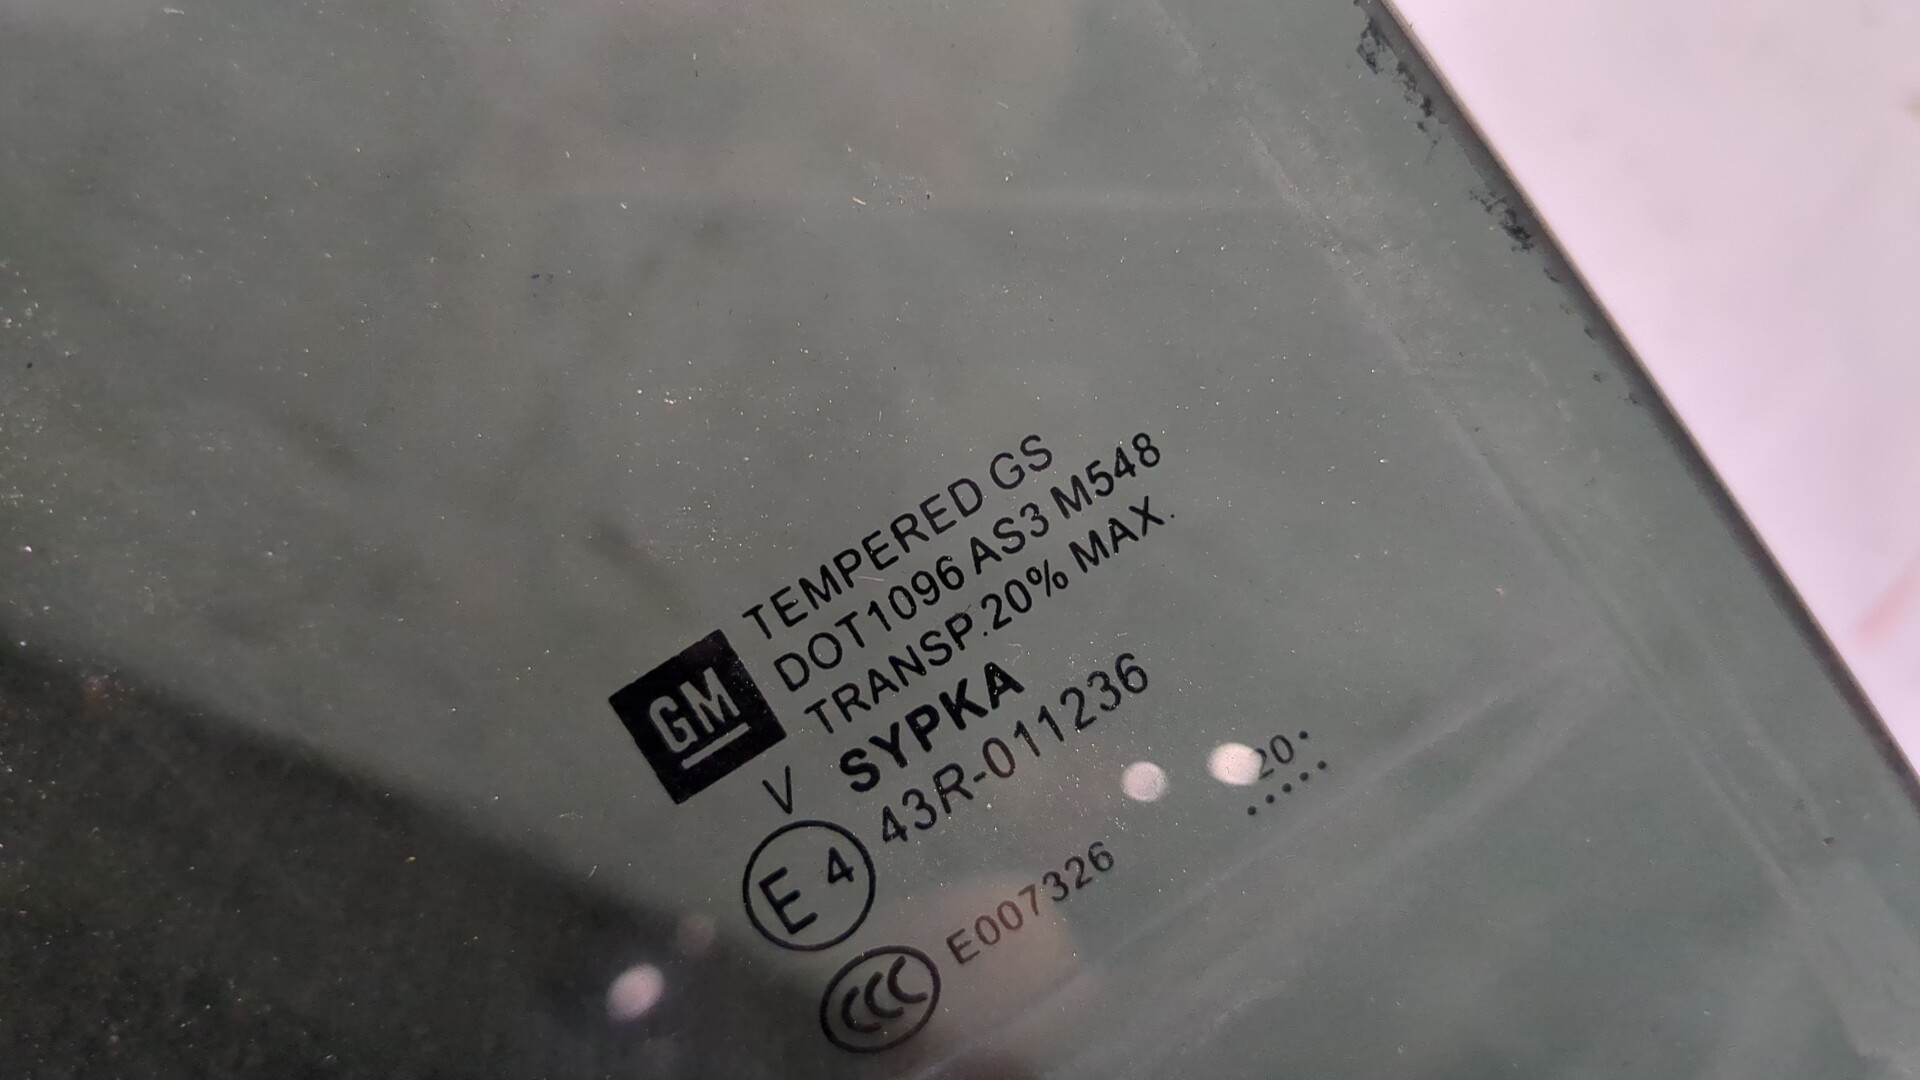 TEMPERED GS
DOT1096 AS3 M548
TRANSP.20% MAX.
GM
V SYPKA
E 4 43R-011236
20.
.....
CCC E007326